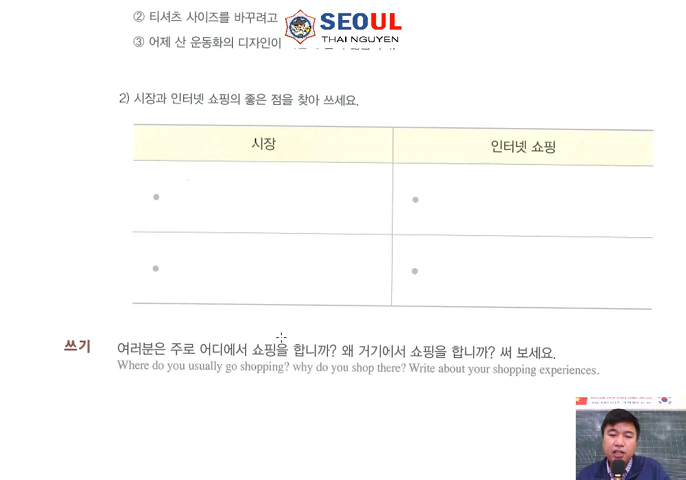 ② 티셔츠 사이즈를 바꾸려고
SEOUL
THAI NGUYEN
③ 어제 산 운동화의 디자인이
2) 시장과 인터넷 쇼핑의 좋은 점을 찾아 쓰세요.
시장
인터넷 쇼핑
쓰기
여러분은 주로 어디에서 쇼핑을 합니까? 왜 거기에서 쇼핑을 합니까? 써 보세요.
Where do you usually go shopping? why do you shop there? Write about your shopping experiences.